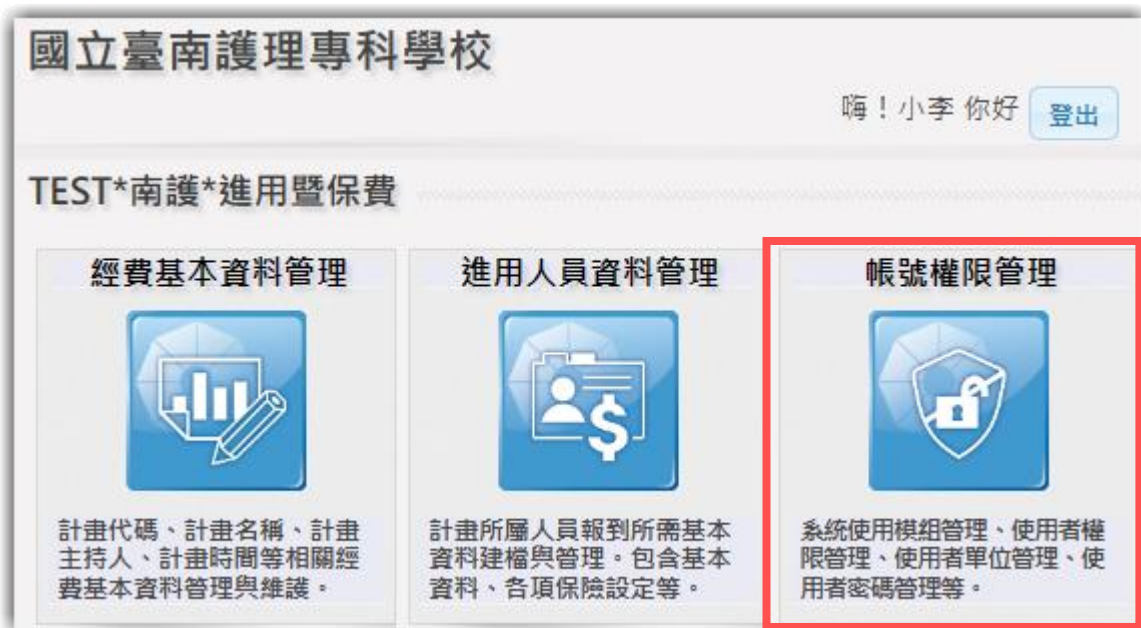 國立臺南護理專科學校
嗨！小李 你好 登出
TEST*南護*進用暨保費
經費基本資料管理
計畫代碼、計畫名稱、計畫
主持人、計畫時間等相關經
費基本資料管理與維護。
進用人員資料管理
計畫所屬人員報到所需基本
資料建檔與管理。包含基本
資料、各項保險設定等。
帳號權限管理
系統使用模組管理、使用者權
限管理、使用者單位管理、使
用者密碼管理等。